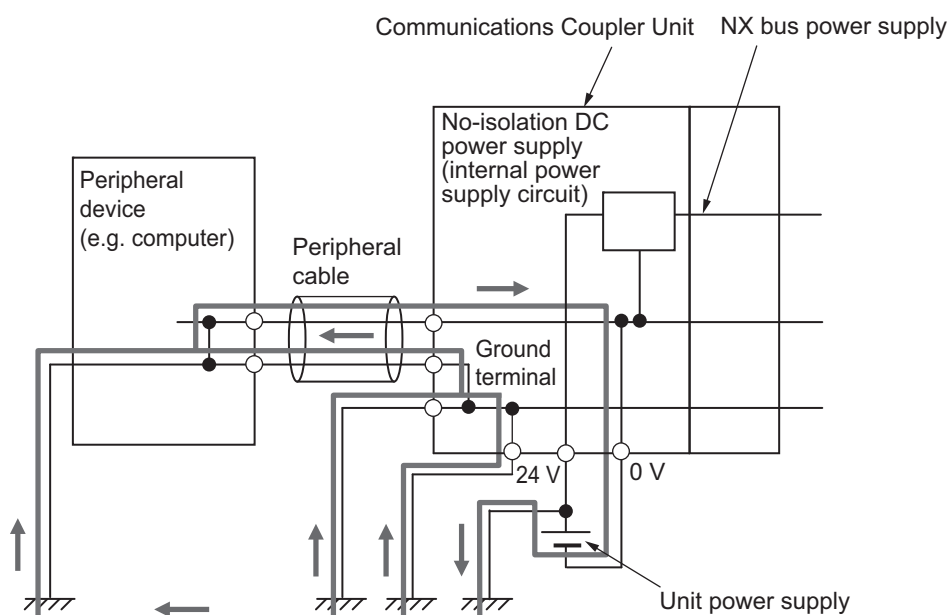 Communications Coupler Unit
NX bus power supply
No-isolation DC
power supply
(internal power
supply circuit)
Peripheral
device
(e.g. computer)
Peripheral
cable
Ground
terminal
24 V
0 V
Unit power supply